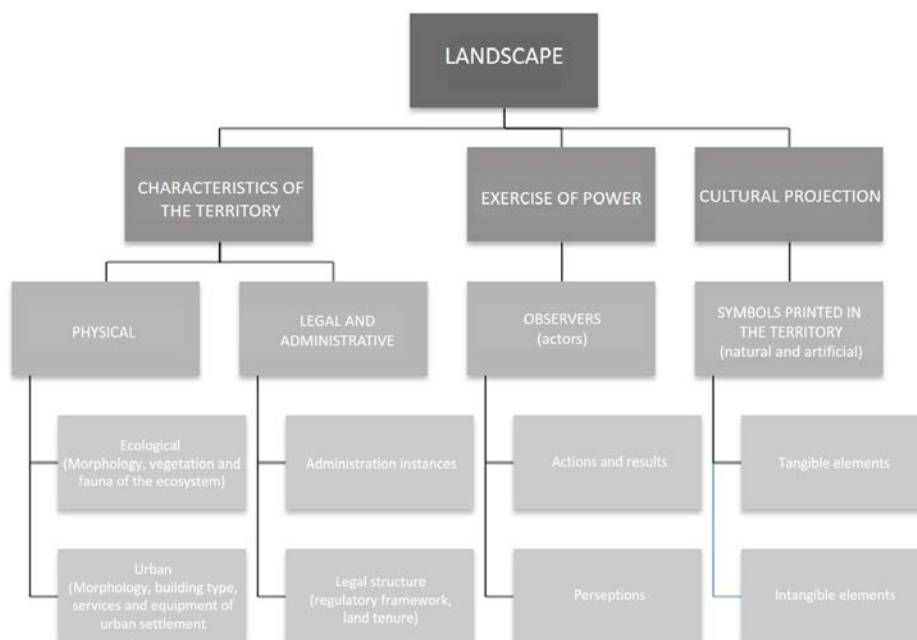 LANDSCAPE
CHARACTERISTICS OF
THE TERRITORY
EXERCISE OF POWER
CULTURAL PROJECTION
PHYSICAL
LEGAL AND
ADMINISTRATIVE
OBSERVERS
(actors)
SYMBOLS PRINTED IN
THE TERRITORY
(natural and artificial)
Ecological
(Morphology, vegetation and
fauna of the ecosystem)
Administration instances
Actions and results
Tangible elements
Urban
(Morphology, building type,
services and equipment of
urban settlement
Legal structure
(regulatory framework,
land tenure)
Perseptions
Intangible elements